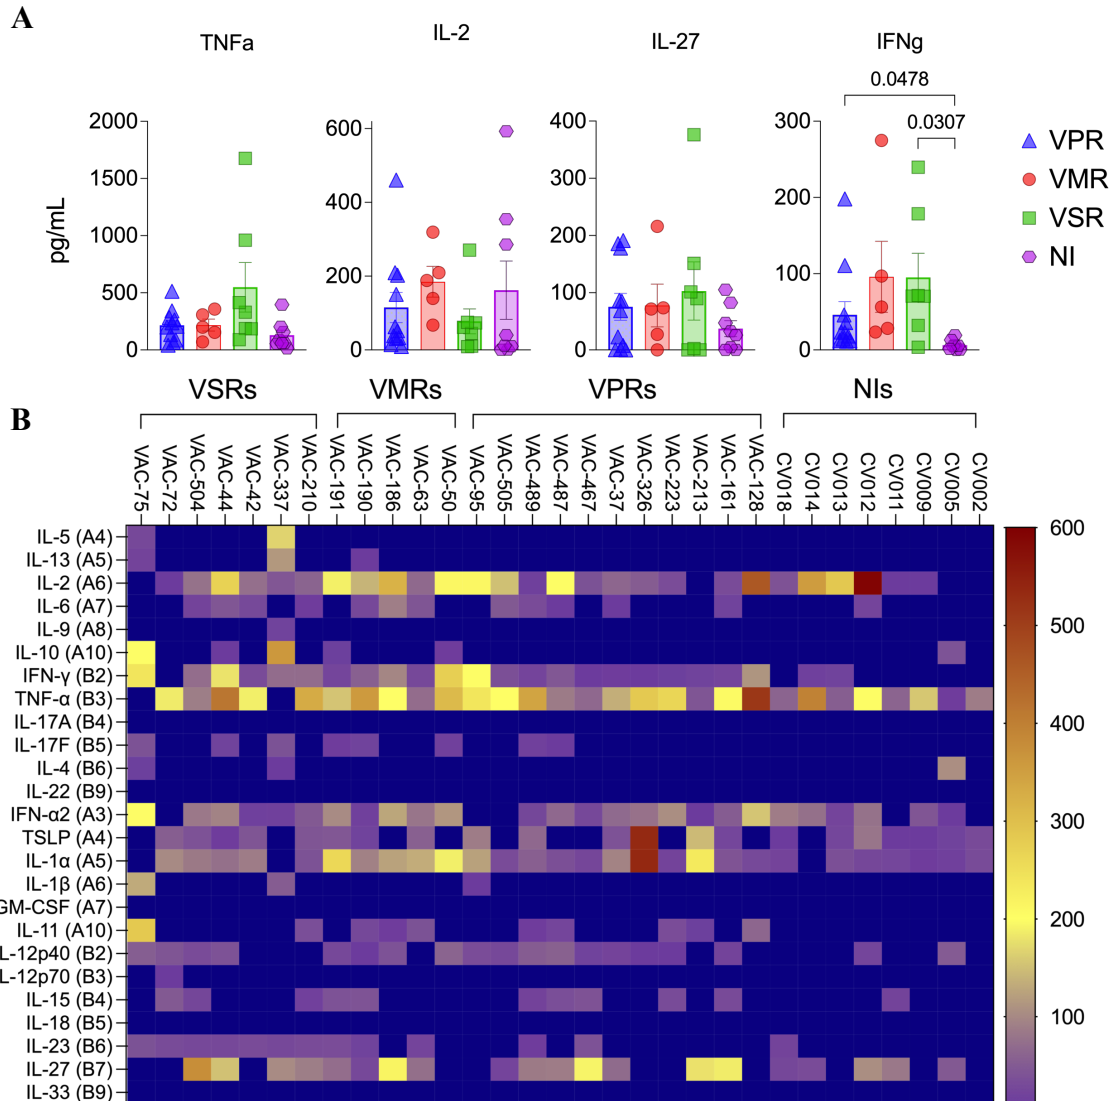 A
TNFa
IL-2
IL-27
IFNg
pg/mL
2000
1500
1000
500
0
600
400
200
0
400
300
200
100
0
300
200
100
0
0.0478
0.0307
VPR
VMR
VSR
NI
B
VSRs
VMRs
VPRs
NIs
VAC-75
VAC-72
VAC-504
VAC-44
VAC-42
VAC-337
VAC-210
VAC-191
VAC-190
VAC-186
VAC-63
VAC-50
VAC-95
VAC-505
VAC-489
VAC-487
VAC-467
VAC-37
VAC-326
VAC-223
VAC-213
VAC-161
VAC-128
CV018
CV014
CV013
CV012
CV011
CV009
CV005
CV002
IL-5 (A4)
IL-13 (A5)
IL-2 (A6)
IL-6 (A7)
IL-9 (A8)
IL-10 (A10)
IFN-γ (B2)
TNF-α (B3)
IL-17A (B4)
IL-17F (B5)
IL-4 (B6)
IL-22 (B9)
IFN-α2 (A3)
TSLP (A4)
IL-1α (A5)
IL-1β (A6)
GM-CSF (A7)
IL-11 (A10)
L-12p40 (B2)
L-12p70 (B3)
IL-15 (B4)
IL-18 (B5)
IL-23 (B6)
IL-27 (B7)
IL-33 (B9)
600
500
400
300
200
100